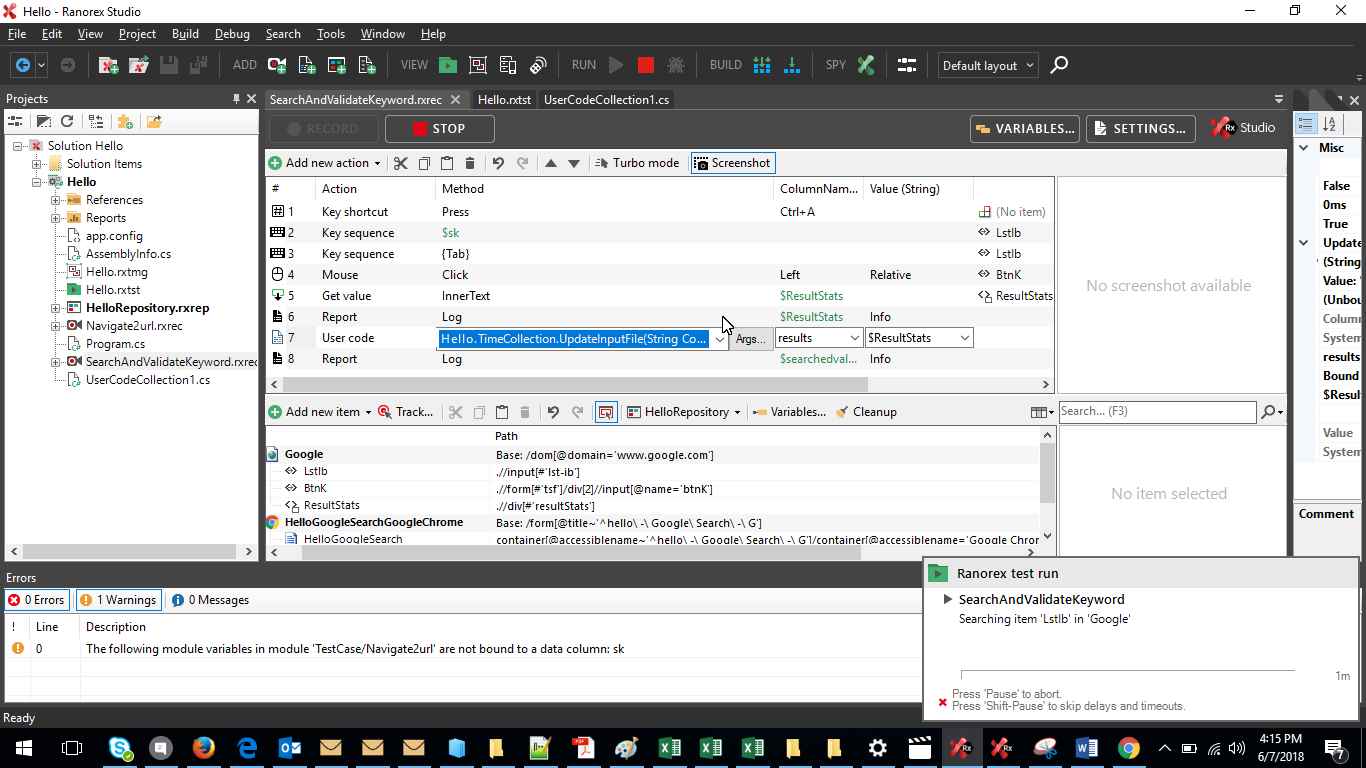 Hello - Ranorex Studio
File Edit View Project Build Debug Search Tools Window Help
ADD VIEW RUN BUILD SPY Default layout
Projects
SearchAndValidateKeyword.rxrec Hello.rxtst UserCodeCollection1.cs
RECORD STOP VARIABLES... SETTINGS... Rx Studio
Add new action Turbo mode Screenshot
Solution Hello
Solution Items
Hello
References
Reports
app.config
AssemblyInfo.cs
Hello.rxtmg
Hello.rxtst
HelloRepository.rxrep
Navigate2url.rxrec
Program.cs
SearchAndValidateKeyword.rxrec
UserCodeCollection1.cs
# Action Method ColumnNam... Value (String)
1 Key shortcut Press Ctrl+A (No item)
2 Key sequence $sk LstIb
3 Key sequence {Tab} LstIb
4 Mouse Click Left Relative BtnK
5 Get value InnerText $ResultStats ResultStats
6 Report Log $ResultStats Info
7 User code Hello.TimeCollection.UpdateInputFile(String Co... Args... results $ResultStats
8 Report Log $searchedval... Info
No screenshot available
Misc
False
0ms
True
Update
(String
Value: '
(Unbou
Column
System
results
Bound
$Resul
Value
System
Comment
Add new item Track... HelloRepository Variables... Cleanup Search... (F3)
Path
Google Base: /dom[@domain='www.google.com']
LstIb .//input[#'lst-ib']
BtnK .//form[#'tsf']/div[2]//input[@name='btnK']
ResultStats .//div[#'resultStats']
HelloGoogleSearchGoogleChrome Base: /form[@title~'^hello\ -\ Google\ Search\ -\ G']
HelloGoogleSearch container[@accessiblename~'^hello\ -\ Google\ Search\ -\ G']/container[@accessiblename='Google Chrom
No item selected
Errors
0 Errors 1 Warnings 0 Messages
! Line Description
0 The following module variables in module 'TestCase/Navigate2url' are not bound to a data column: sk
Ranorex test run
SearchAndValidateKeyword
Searching item 'LstIb' in 'Google'
1m
Press 'Pause' to abort.
Press 'Shift-Pause' to skip delays and timeouts.
Ready
4:15 PM
6/7/2018
7